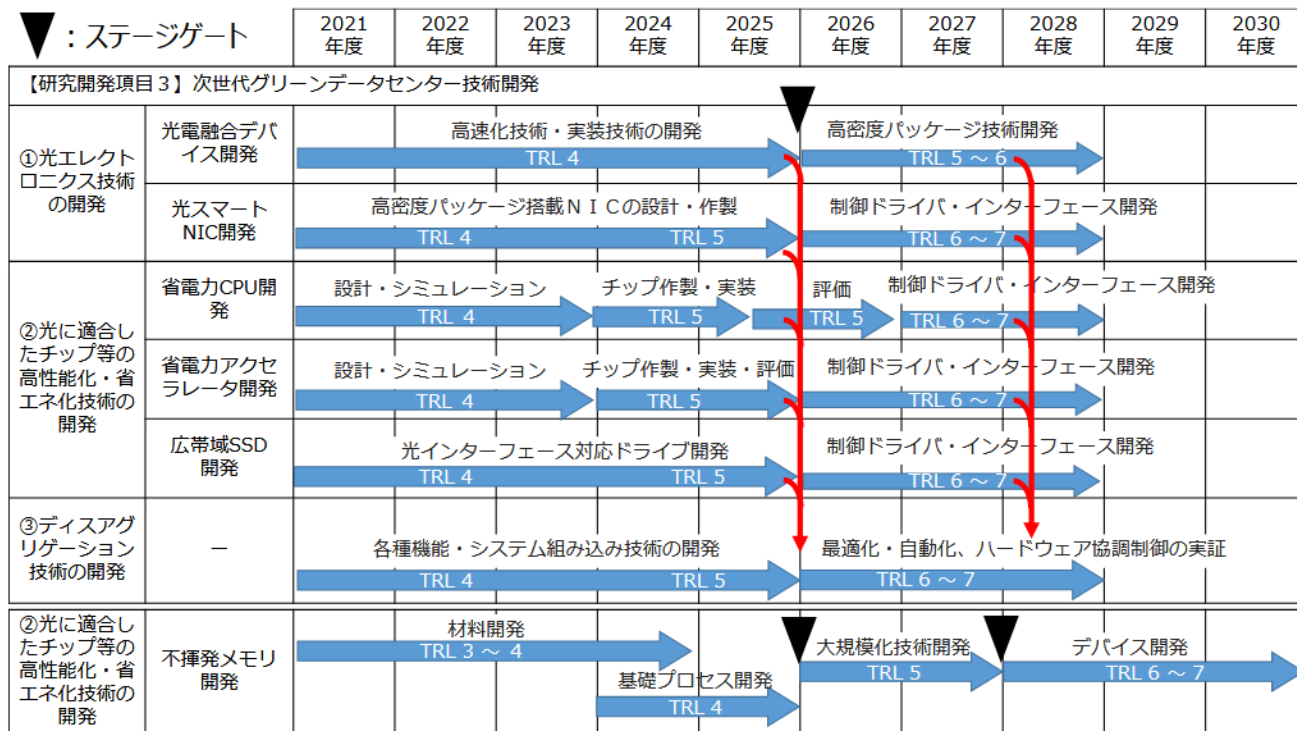 ▼：ステージゲート
2021
年度
2022
年度
2023
年度
2024
年度
2025
年度
2026
年度
2027
年度
2028
年度
2029
年度
2030
年度
【研究開発項目３】次世代グリーンデータセンター技術開発
①光エレクト
ロニクス技術
の開発
光電融合デバ
イス開発
高速化技術・実装技術の開発
TRL 4
高密度パッケージ技術開発
TRL 5 ～ 6
光スマート
NIC開発
高密度パッケージ搭載ＮＩＣの設計・作製
TRL 4
TRL 5
制御ドライバ・インターフェース開発
TRL 6 ～ 7
②光に適合し
たチップ等の
高性能化・省
エネ化技術の
開発
省電力CPU開
発
設計・シミュレーション
TRL 4
チップ作製・実装
TRL 5
評価
TRL 5
制御ドライバ・インターフェース開発
TRL 6 ～ 7
省電力アクセ
ラレータ開発
設計・シミュレーション
TRL 4
チップ作製・実装・評価
TRL 5
制御ドライバ・インターフェース開発
TRL 6 ～ 7
広帯域SSD
開発
光インターフェース対応ドライブ開発
TRL 4
TRL 5
制御ドライバ・インターフェース開発
TRL 6 ～ 7
③ディスアグ
リゲーション
技術の開発
－
各種機能・システム組み込み技術の開発
TRL 4
TRL 5
最適化・自動化、ハードウェア協調制御の実証
TRL 6 ～ 7
②光に適合し
たチップ等の
高性能化・省
エネ化技術の
開発
不揮発メモリ
開発
材料開発
TRL 3 ～ 4
基礎プロセス開発
TRL 4
大規模化技術開発
TRL 5
デバイス開発
TRL 6 ～ 7